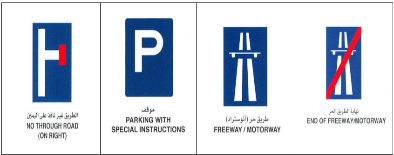 الطريق غير نافذ على اليمين
NO THROUGH ROAD
(ON RIGHT)
P
موقف
PARKING WITH
SPECIAL INSTRUCTIONS
طريق حر (أتوستراد)
FREEWAY / MOTORWAY
نهاية الطريق الحر
END OF FREEWAY/MOTORWAY